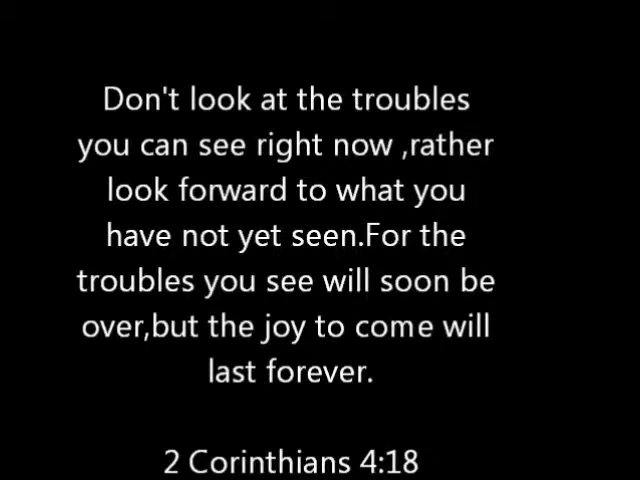 Don't look at the troubles
you can see right now ,rather
look forward to what you
have not yet seen.For the
troubles you see will soon be
over,but the joy to come will
last forever.
2 Corinthians 4:18